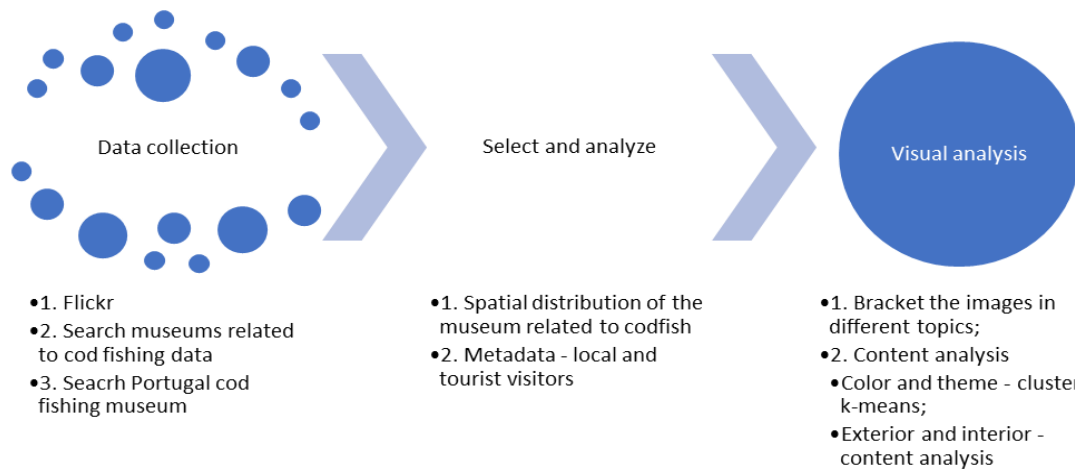 Data collection
•1. Flickr
•2. Search museums related
to cod fishing data
•3. Seacrh Portugal cod
fishing museum
Select and analyze
•1. Spatial distribution of the
museum related to codfish
•2. Metadata - local and
tourist visitors
Visual analysis
•1. Bracket the images in
different topics;
•2. Content analysis
•Color and theme - cluster
k-means;
•Exterior and interior -
content analysis